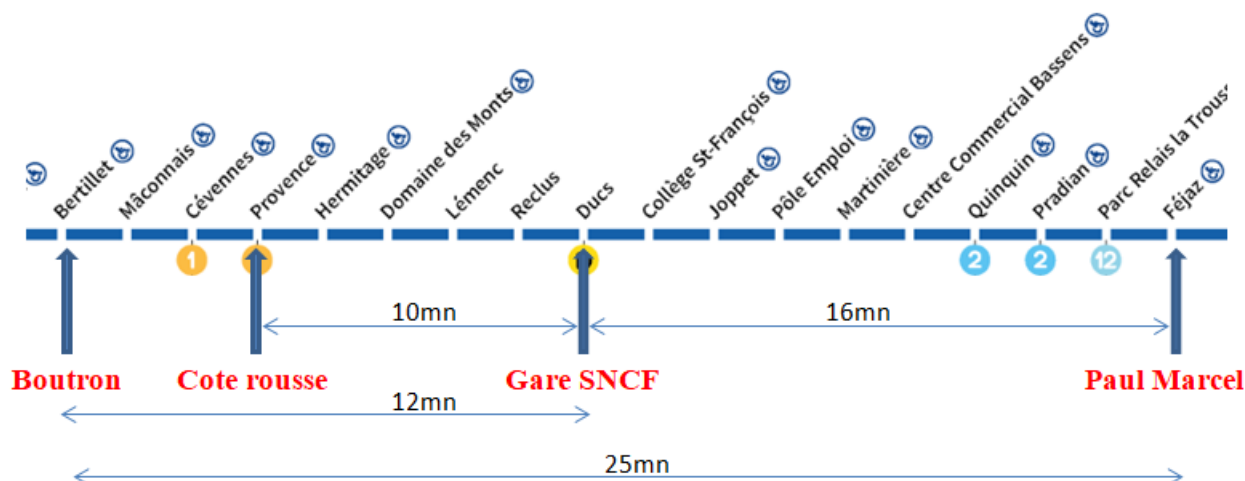 Bertillet
Mâconnais
Cévennes
Provence
Hermitage
Domaine des Monts
Lémenc
Reclus
Ducs
Collège St-François
Joppet
Pôle Emploi
Martinière
Centre Commercial Bassens
Quinquin
Pradian
Parc Relais la Trouss
Féjaz
1
2
2
12
10mn
16mn
Boutron
Cote rousse
Gare SNCF
Paul Marcel
12mn
25mn